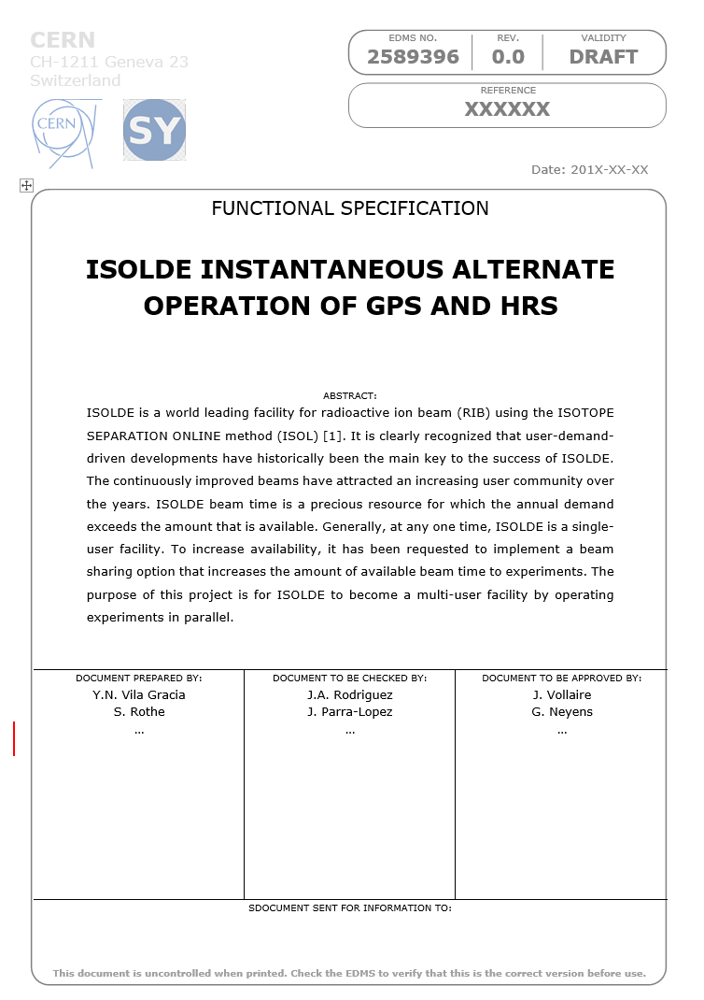 CERN
CH-1211 Geneva 23
Switzerland
CERN
SY
EDMS NO.
2589396
REV.
0.0
VALIDITY
DRAFT
REFERENCE
XXXXXX
Date: 201X-XX-XX
FUNCTIONAL SPECIFICATION
ISOLDE INSTANTANEOUS ALTERNATE
OPERATION OF GPS AND HRS
ABSTRACT:
ISOLDE is a world leading facility for radioactive ion beam (RIB) using the ISOTOPE
SEPARATION ONLINE method (ISOL) [1]. It is clearly recognized that user-demand-
driven developments have historically been the main key to the success of ISOLDE.
The continuously improved beams have attracted an increasing user community over
the years. ISOLDE beam time is a precious resource for which the annual demand
exceeds the amount that is available. Generally, at any one time, ISOLDE is a single-
user facility. To increase availability, it has been requested to implement a beam
sharing option that increases the amount of available beam time to experiments. The
purpose of this project is for ISOLDE to become a multi-user facility by operating
experiments in parallel.
DOCUMENT PREPARED BY:
Y.N. Vila Gracia
S. Rothe
...
DOCUMENT TO BE CHECKED BY:
J.A. Rodriguez
J. Parra-Lopez
...
DOCUMENT TO BE APPROVED BY:
J. Vollaire
G. Neyens
...
SDOCUMENT SENT FOR INFORMATION TO:
This document is uncontrolled when printed. Check the EDMS to verify that this is the correct version before use.